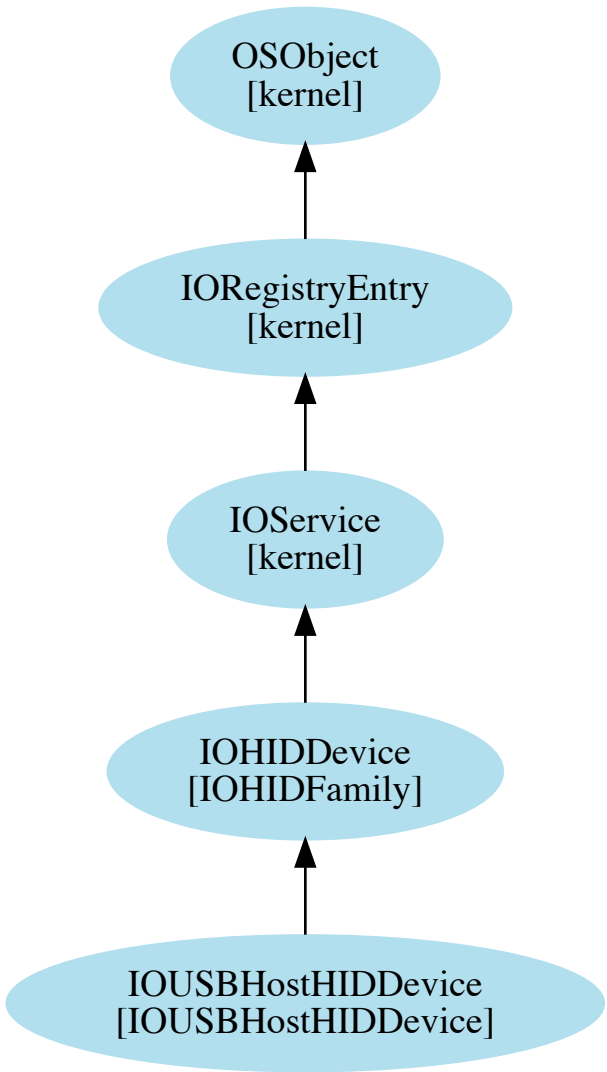 OSObject
[kernel]
IORegistryEntry
[kernel]
IOService
[kernel]
IOHIDDevice
[IOHIDFamily]
IOUSBHostHIDDevice
[IOUSBHostHIDDevice]